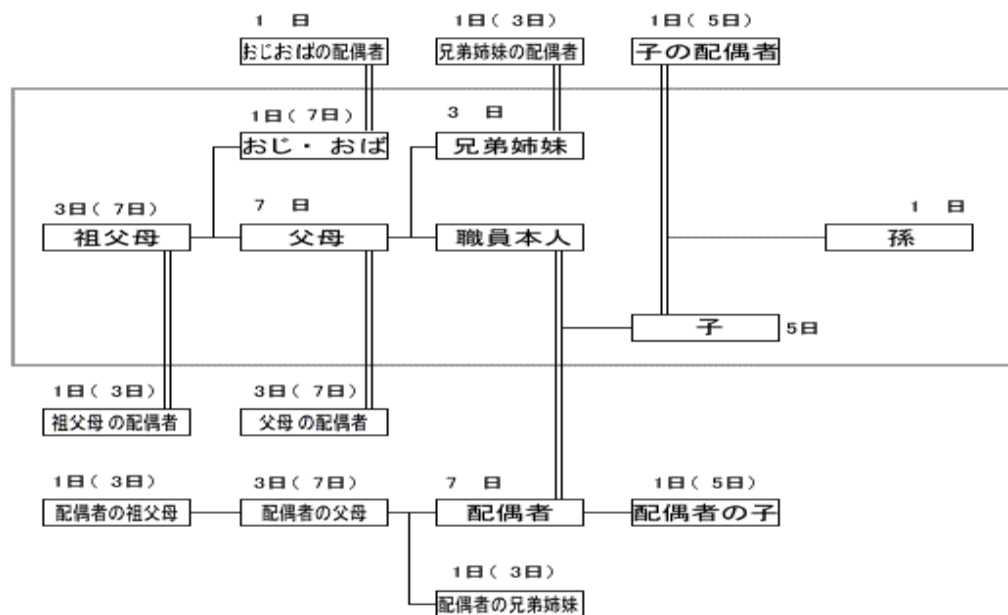 1　日
1日( 3日)
1日( 5日)
おじおばの配偶者
兄弟姉妹の配偶者
子の配偶者
1日( 7日)
3　日
おじ・おば
兄弟姉妹
3日( 7日)
7　日
1　日
祖父母
父母
職員本人
孫
子
5日
1日( 3日)
3日( 7日)
祖父母の配偶者
父母の配偶者
1日( 3日)
3日( 7日)
7　日
1日( 5日)
配偶者の祖父母
配偶者の父母
配偶者
配偶者の子
1日( 3日)
配偶者の兄弟姉妹